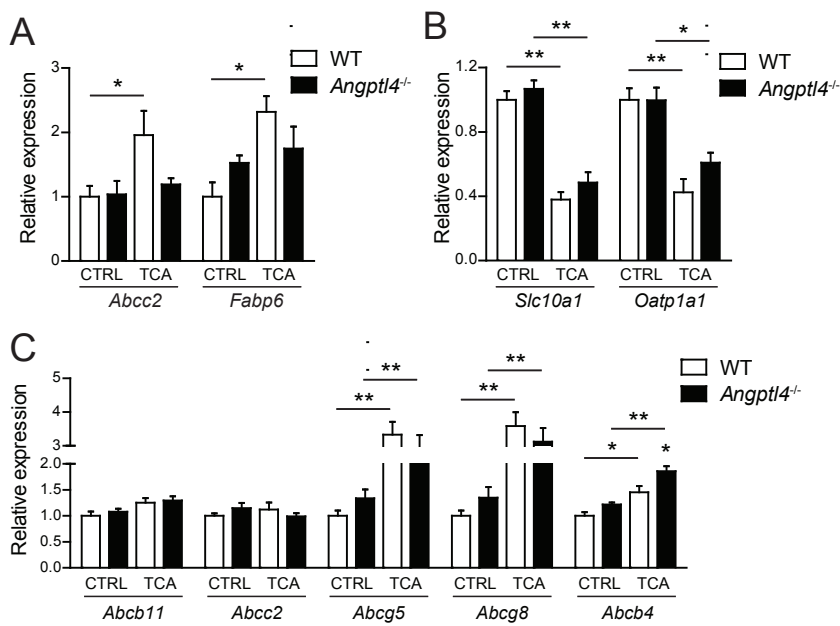 A
WT
Angptl4-/-
Relative expression
3
2
1
0
*
*
CTRL TCA CTRL TCA
Abcc2 Fabp6
B
WT
Angptl4-/-
Relative expression
1.2
0.8
0.4
0.0
** *
** **
CTRL TCA CTRL TCA
Slc10a1 Oatp1a1
C
WT
Angptl4-/-
Relative expression
5
4
3
2.0
1.5
1.0
0.5
0.0
** **
** **
**
* *
CTRL TCA CTRL TCA CTRL TCA CTRL TCA CTRL TCA
Abcb11 Abcc2 Abcg5 Abcg8 Abcb4